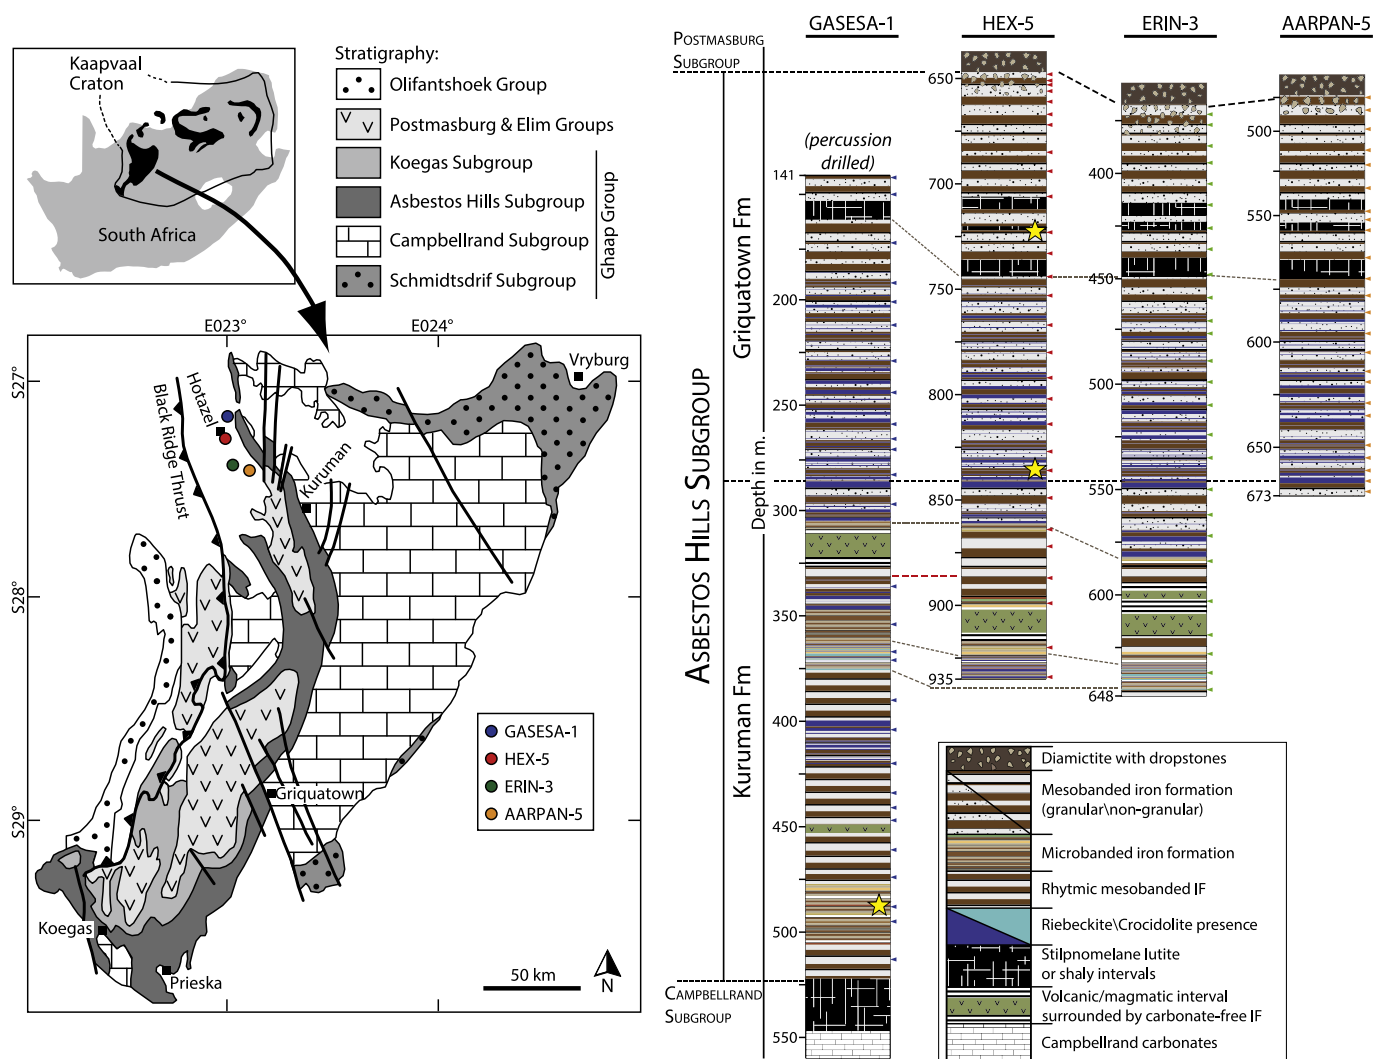 Kaapvaal
Craton
South Africa
Stratigraphy:
Olifantshoek Group
Postmasburg & Elim Groups
Koegas Subgroup
Asbestos Hills Subgroup
Campbellrand Subgroup
Schmidtsdrif Subgroup
Ghaap Group
E023°
E024°
S27°
S28°
S29°
Vryburg
Hotazel
Black Ridge Thrust
Kuruman
Griquatown
Koegas
Prieska
GASESA-1
HEX-5
ERIN-3
AARPAN-5
50 km
N
GASESA-1
HEX-5
ERIN-3
AARPAN-5
POSTMASBURG
SUBGROUP
ASBESTOS HILLS SUBGROUP
Griquatown Fm
Depth in m.
Kuruman Fm
CAMPBELLRAND
SUBGROUP
(percussion
drilled)
141
200
250
300
350
400
450
500
550
650
700
750
800
850
900
935
400
450
500
550
600
648
500
550
600
650
673
Diamictite with dropstones
Mesobanded iron formation
(granular\non-granular)
Microbanded iron formation
Rhytmic mesobanded IF
Riebeckite\Crocidolite presence
Stilpnomelane lutite
or shaly intervals
Volcanic/magmatic interval
surrounded by carbonate-free IF
Campbellrand carbonates